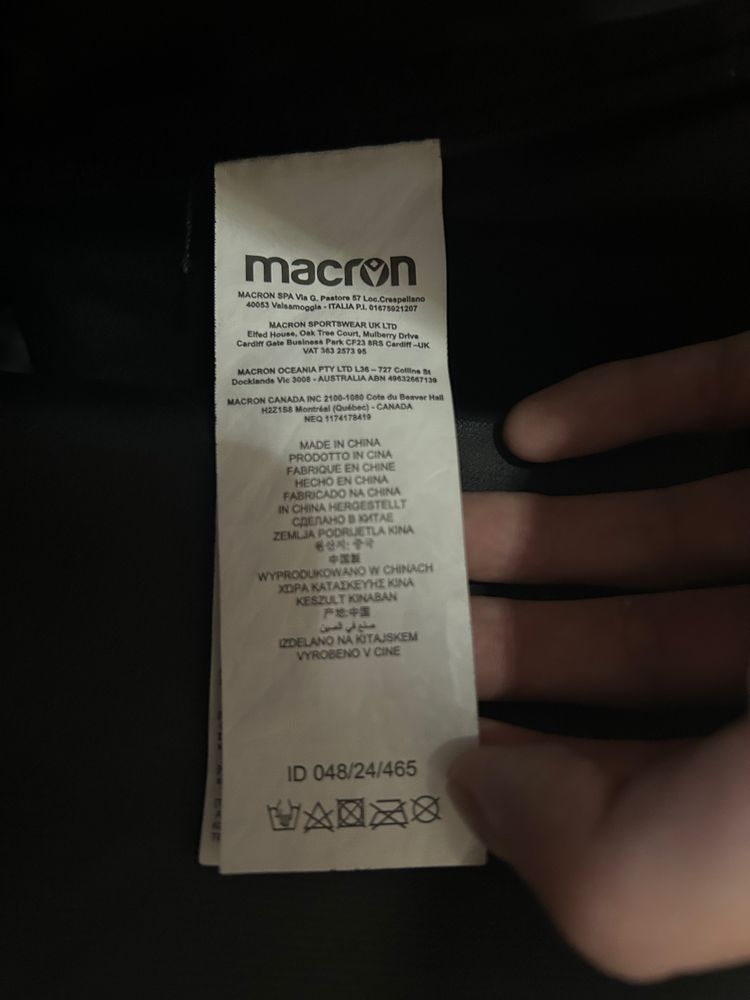 macron
MACRON SPA Via G. Pastore 57 Loc.Crespellano
40053 Valsamoggia - ITALIA P.I. 01675921207
MACRON SPORTSWEAR UK LTD
Elfed House, Oak Tree Court, Mulberry Drive
Cardiff Gate Business Park CF23 8RS Cardiff -UK
VAT 363 2573 95
MACRON OCEANIA PTY LTD L36 - 727 Collins St
Docklands Vic 3008 - AUSTRALIA ABN 49632667139
MACRON CANADA INC 2100-1080 Cote du Beaver Hall
H2Z1S8 Montréal (Québec) - CANADA
NEQ 1174178419
MADE IN CHINA
PRODOTTO IN CINA
FABRIQUE EN CHINE
HECHO EN CHINA
FABRICADO NA CHINA
IN CHINA HERGESTELLT
СДЕЛАНО В КИТАЕ
ZEMLJA PODRIJETLA KINA
원산지: 중국
中国製
WYPRODUKOWANO W CHINACH
ΧΩΡΑ ΚΑΤΑΣΚΕΥΗΣ ΚΙΝΑ
KESZULT KINABAN
产地:中国
صنع في الصين
IZDELANO NA KITAJSKEM
VYROBENO V CINE
ID 048/24/465